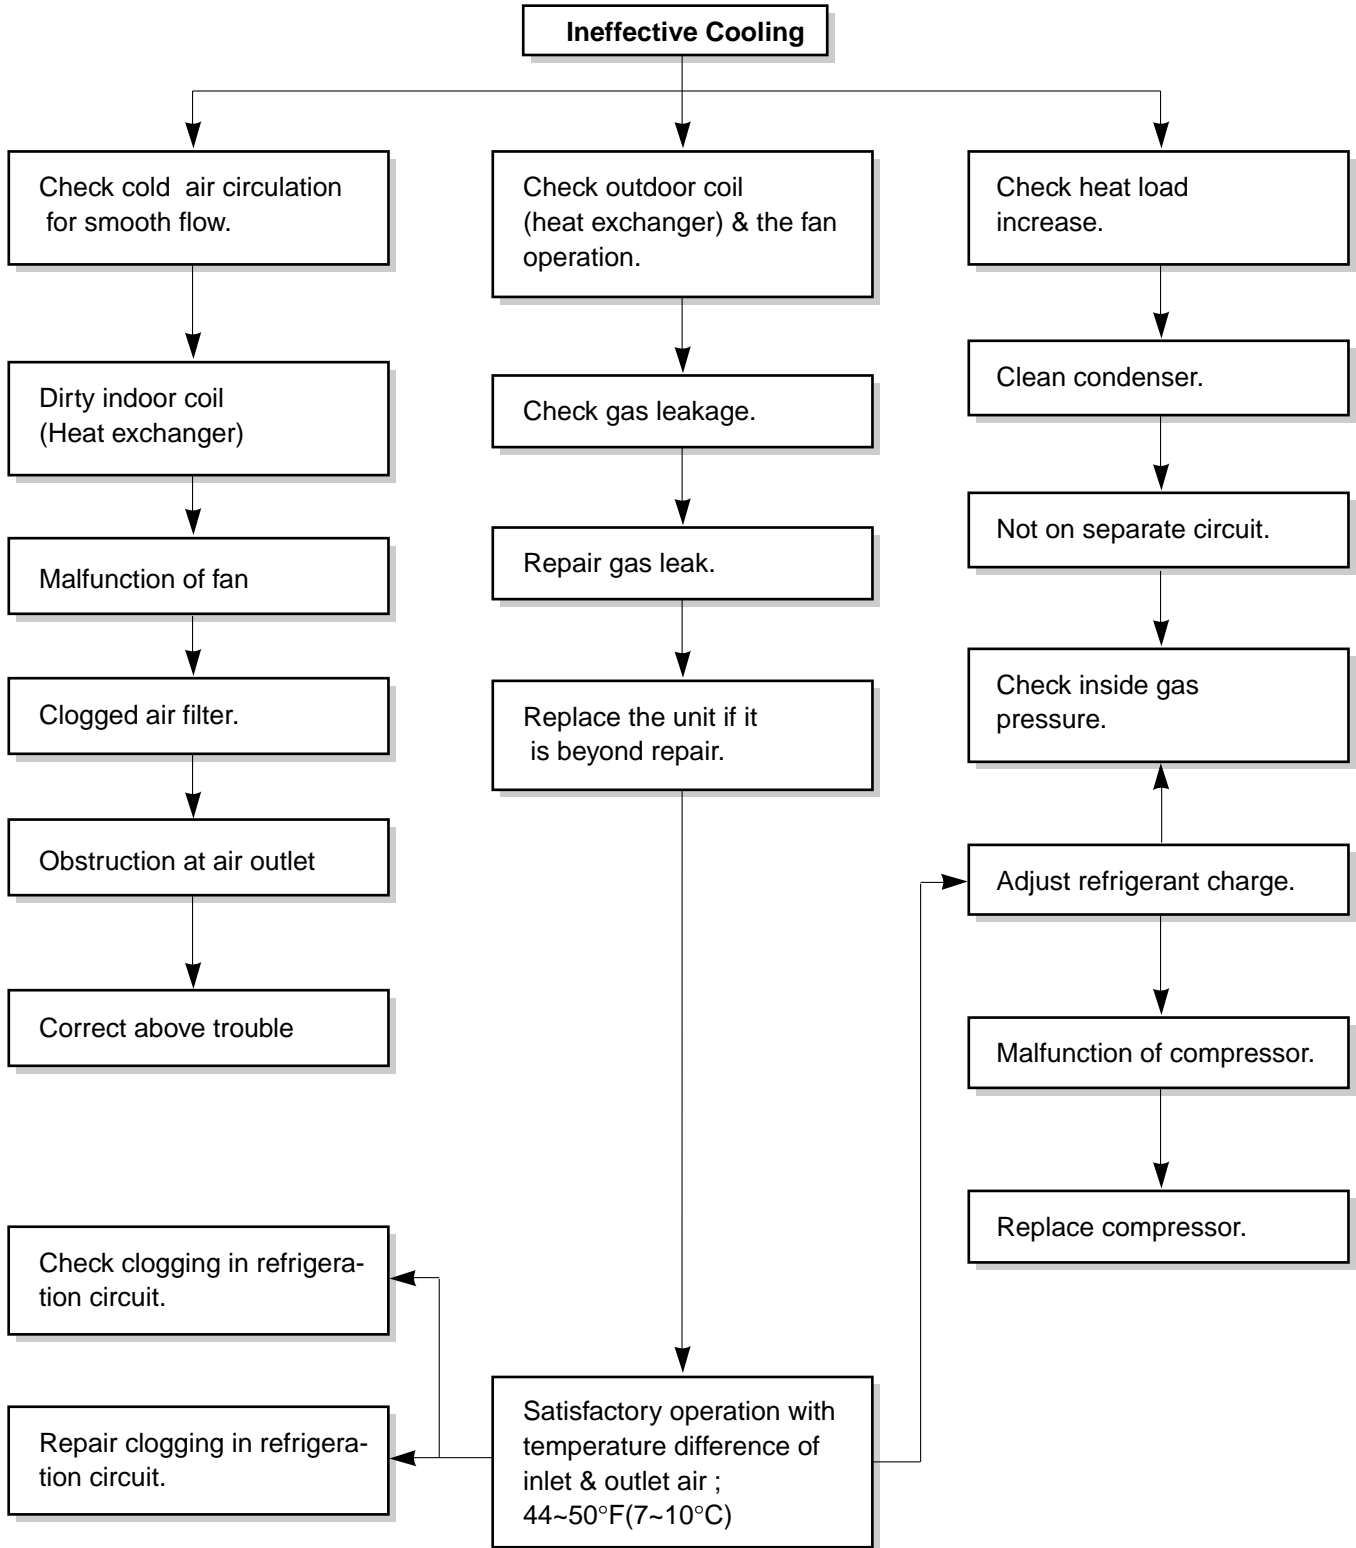 Ineffective Cooling
Check cold air circulation
for smooth flow.
Dirty indoor coil
(Heat exchanger)
Malfunction of fan
Clogged air filter.
Obstruction at air outlet
Correct above trouble
Check outdoor coil
(heat exchanger) & the fan
operation.
Check gas leakage.
Repair gas leak.
Replace the unit if it
is beyond repair.
Satisfactory operation with
temperature difference of
inlet & outlet air ;
44~50°F(7~10°C)
Check clogging in refrigera-
tion circuit.
Repair clogging in refrigera-
tion circuit.
Check heat load
increase.
Clean condenser.
Not on separate circuit.
Check inside gas
pressure.
Adjust refrigerant charge.
Malfunction of compressor.
Replace compressor.